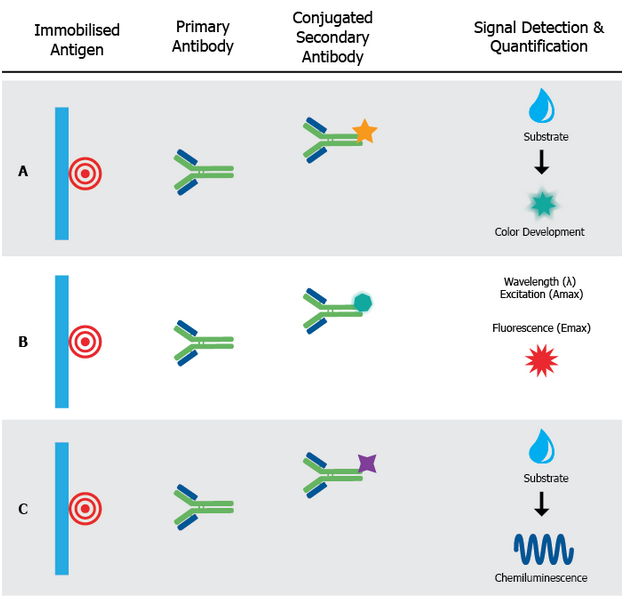 Immobilised
Antigen
Primary
Antibody
Conjugated
Secondary
Antibody
Signal Detection &
Quantification
A
Substrate
Color Development
B
Wavelength (λ)
Excitation (Amax)
Fluorescence (Emax)
C
Substrate
Chemiluminescence